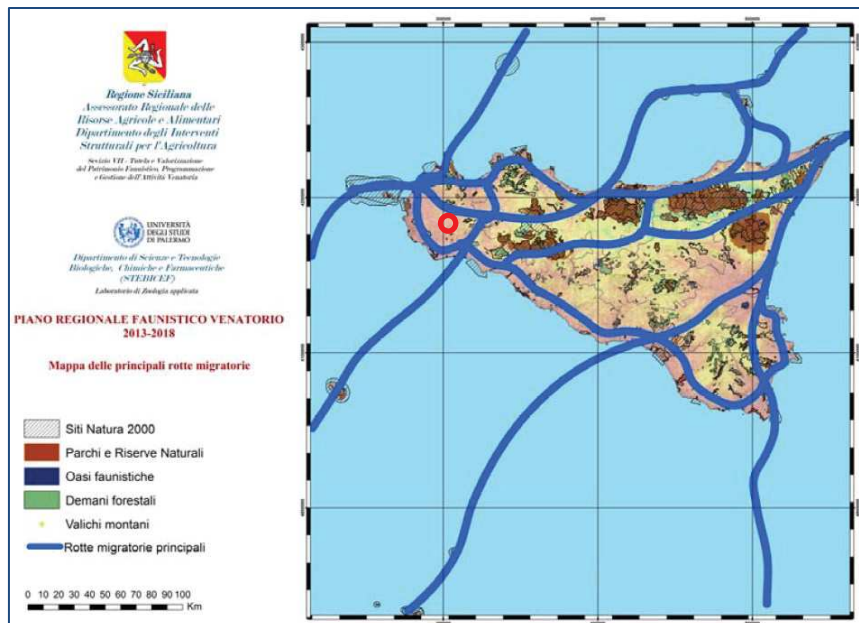 Regione Siciliana
Assessorato Regionale delle
Risorse Agricole e Alimentari
Dipartimento degli Interventi
Strutturali per l'Agricoltura
Servizio VII - Tutela e Valorizzazione
del Patrimonio Faunistico, Programmazione
e Gestione dell'Attività Venatoria
UNIVERSITÀ
DEGLI STUDI
DI PALERMO
Dipartimento di Scienze e Tecnologie
Biologiche, Chimiche e Farmaceutiche
(STEBICEF)
Laboratorio di Zoologia applicata
PIANO REGIONALE FAUNISTICO VENATORIO
2013-2018
Mappa delle principali rotte migratorie
Siti Natura 2000
Parchi e Riserve Naturali
Oasi faunistiche
Demani forestali
Valichi montani
Rotte migratorie principali
0 10 20 30 40 50 60 70 80 90 100
Km